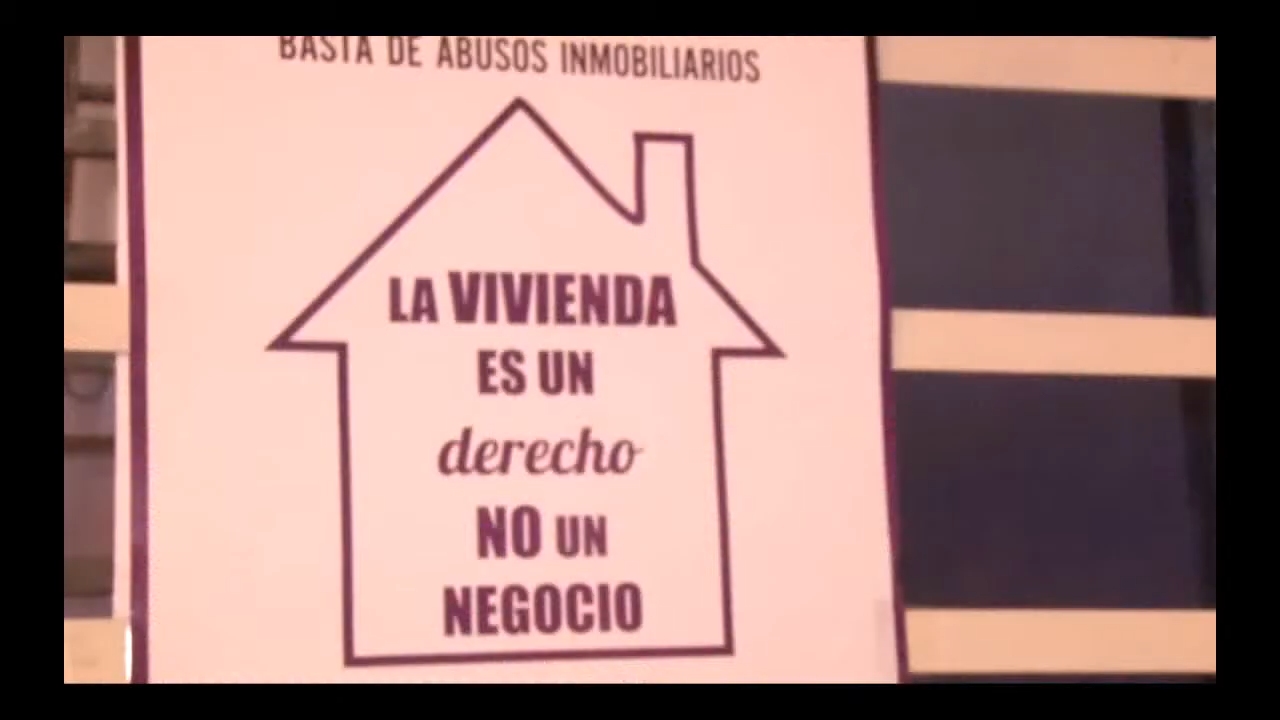 BASTA DE ABUSOS INMOBILIARIOS
LA VIVIENDA
ES UN
derecho
NO UN
NEGOCIO